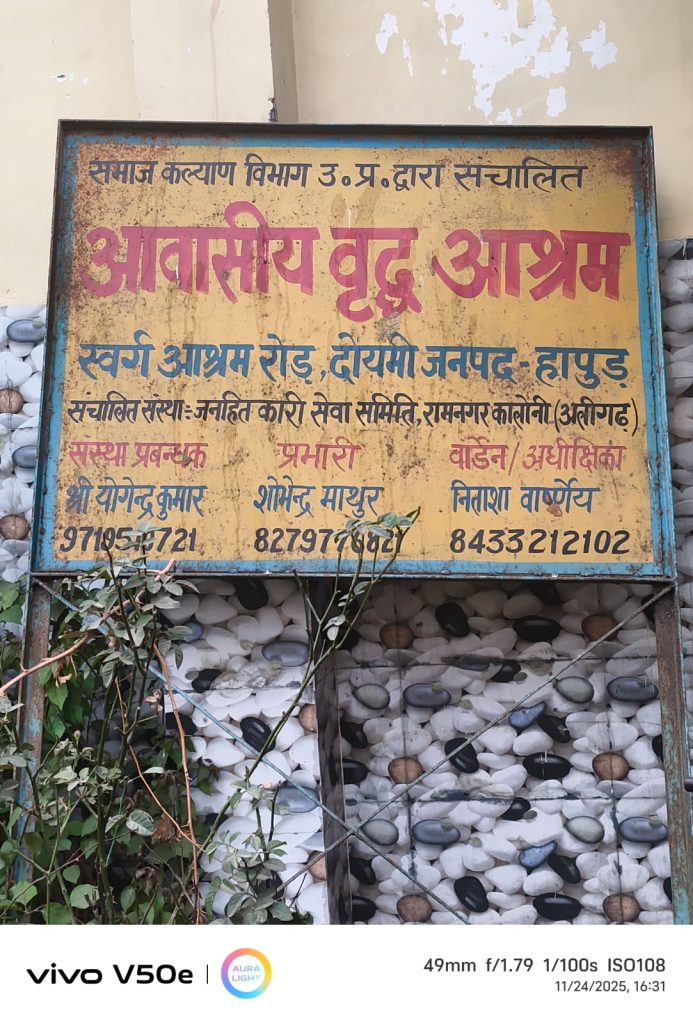 समाज कल्याण विभाग उ॰ प्र॰ द्वारा संचालित
आवासीय वृद्ध आश्रम
स्वर्ग आश्रम रोड़, दोयमी जनपद - हापुड़
संचालित संस्था:- जनहित कारी सेवा समिति, रामनगर कालोनी (अलीगढ)
संस्था प्रबन्धक प्रभारी वार्डेन/अधीक्षिका
श्री योगेन्द्र कुमार शोभेन्द्र माथुर निताशा वार्ष्णेय
8433212102
vivo V50e | AURA LIGHT 49mm f/1.79 1/100s ISO108
11/24/2025, 16:31